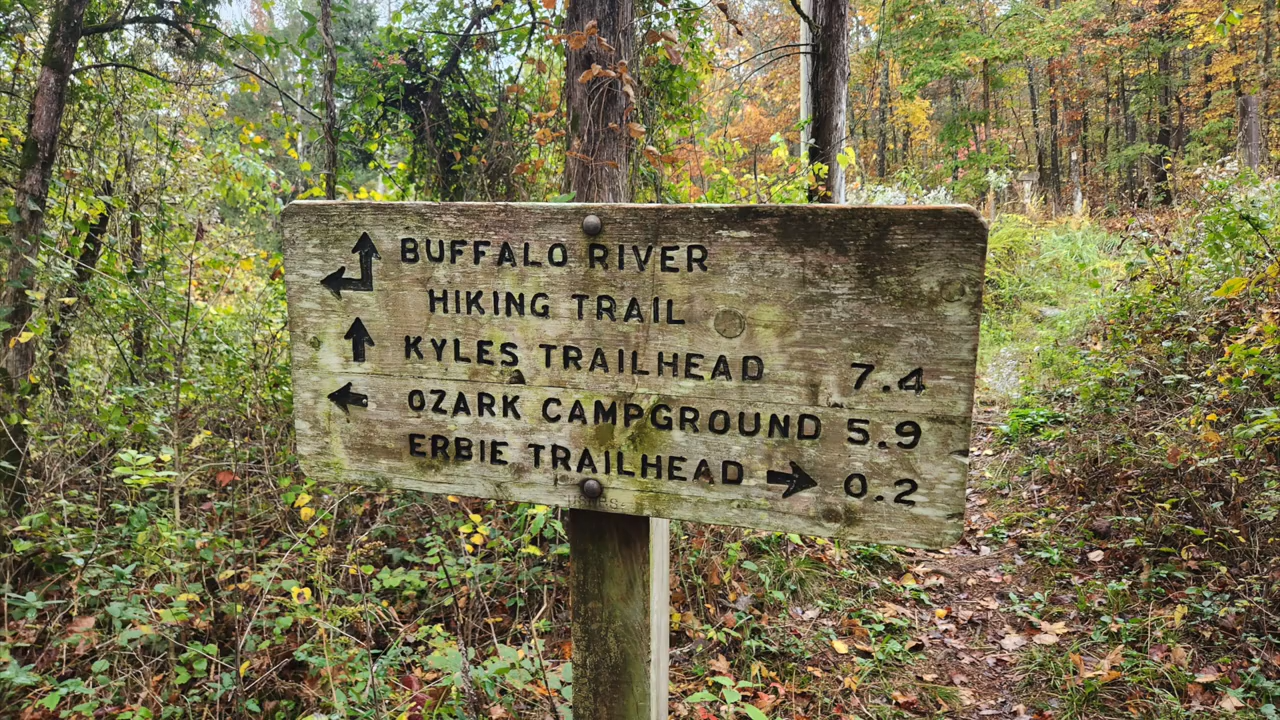 BUFFALO RIVER
HIKING TRAIL
KYLES TRAILHEAD 7.4
OZARK CAMPGROUND 5.9
ERBIE TRAILHEAD 0.2